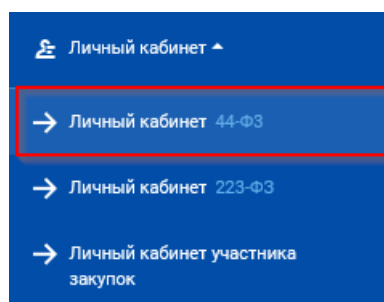 Личный кабинет
Личный кабинет 44-ФЗ
Личный кабинет 223-ФЗ
Личный кабинет участника
закупок